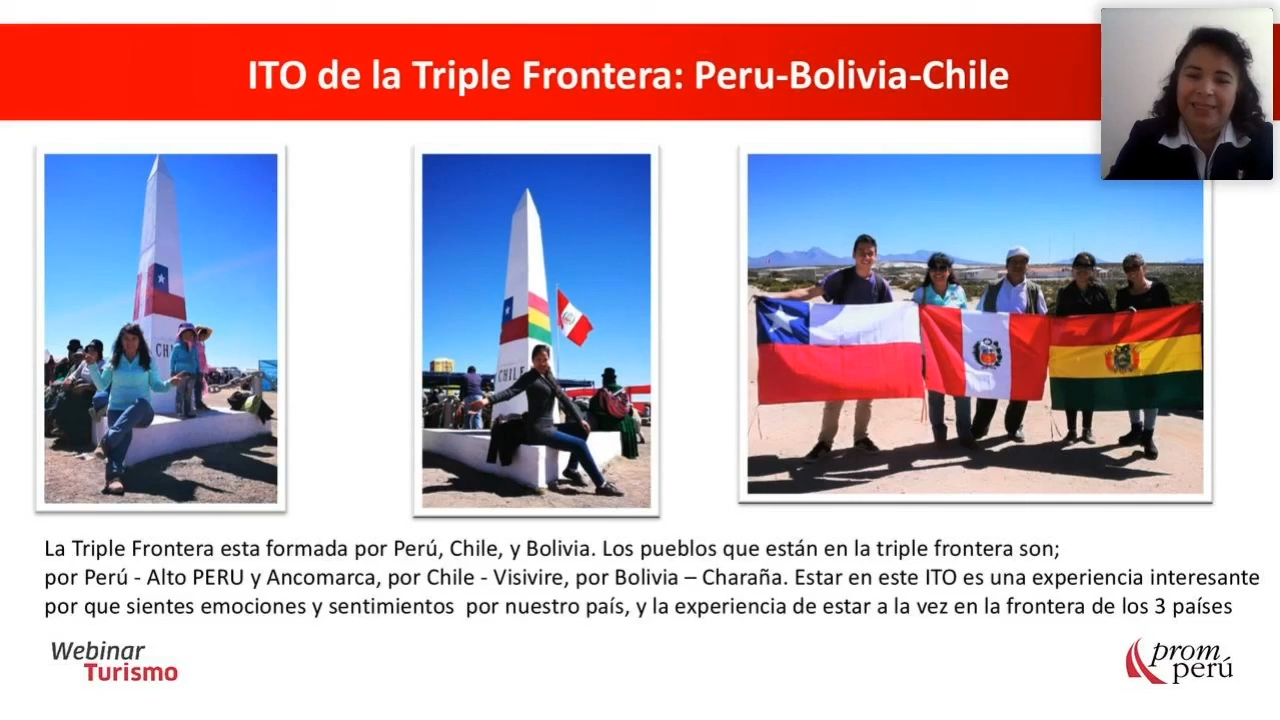 ITO de la Triple Frontera: Peru-Bolivia-Chile
CHILE
La Triple Frontera esta formada por Perú, Chile, y Bolivia. Los pueblos que están en la triple frontera son;
por Perú - Alto PERU y Ancomarca, por Chile - Visivire, por Bolivia – Charaña. Estar en este ITO es una experiencia interesante
por que sientes emociones y sentimientos por nuestro país, y la experiencia de estar a la vez en la frontera de los 3 países
Webinar
Turismo
prom
perú